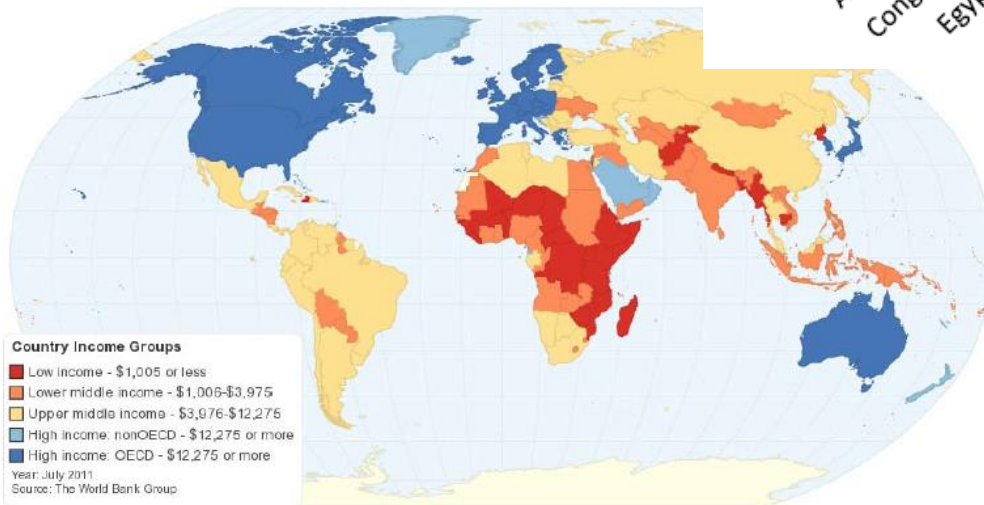 Country Income Groups
Low income - $1,005 or less
Lower middle income - $1,006-$3,975
Upper middle income - $3,976-$12,275
High income: nonOECD - $12,275 or more
High income: OECD - $12,275 or more
Year: July 2011
Source: The World Bank Group